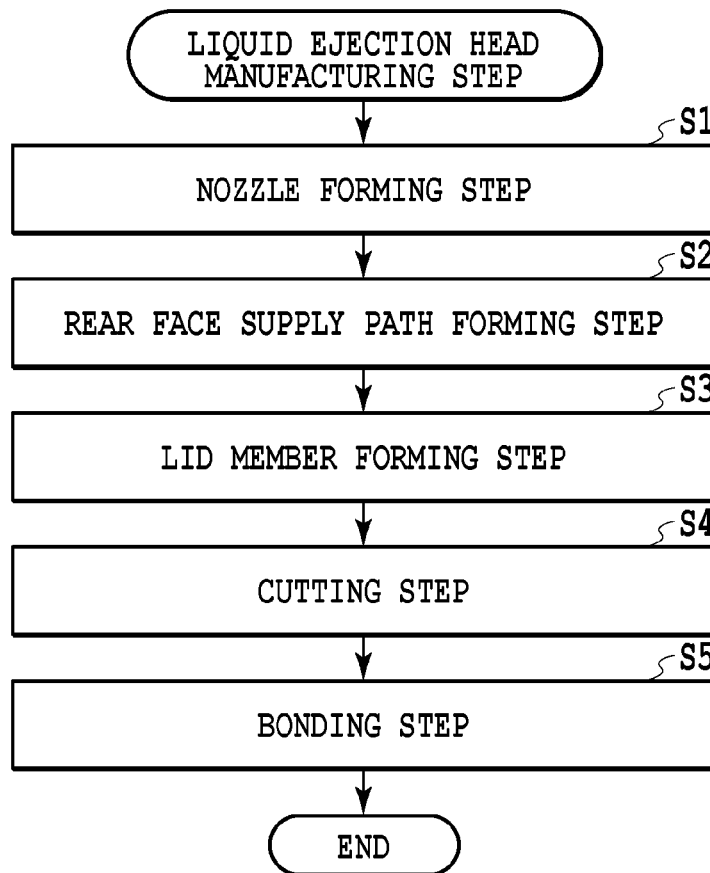 LIQUID EJECTION HEAD
MANUFACTURING STEP
S1
NOZZLE FORMING STEP
S2
REAR FACE SUPPLY PATH FORMING STEP
S3
LID MEMBER FORMING STEP
S4
CUTTING STEP
S5
BONDING STEP
END